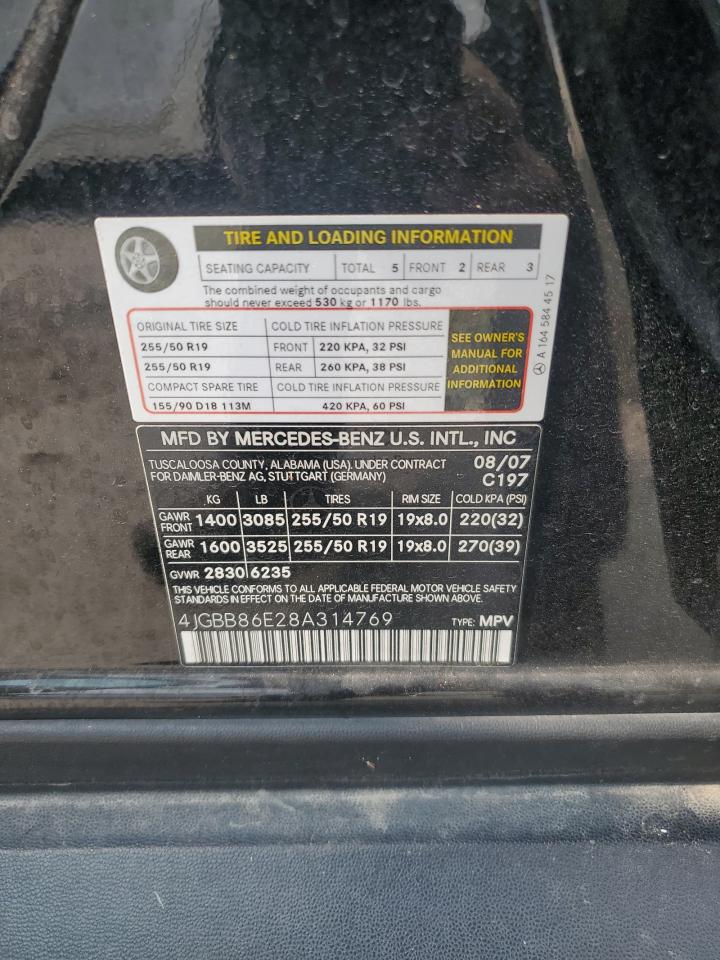 TIRE AND LOADING INFORMATION
SEATING CAPACITY TOTAL 5 FRONT 2 REAR 3
The combined weight of occupants and cargo
should never exceed 530 kg or 1170 lbs.
ORIGINAL TIRE SIZE COLD TIRE INFLATION PRESSURE
255/50 R19 FRONT 220 KPA, 32 PSI
255/50 R19 REAR 260 KPA, 38 PSI
COMPACT SPARE TIRE COLD TIRE INFLATION PRESSURE
155/90 D18 113M 420 KPA, 60 PSI
SEE OWNER'S
MANUAL FOR
ADDITIONAL
INFORMATION
A 164 584 45 17
MFD BY MERCEDES-BENZ U.S. INTL., INC
TUSCALOOSA COUNTY, ALABAMA (USA). UNDER CONTRACT 08/07
FOR DAIMLER-BENZ AG, STUTTGART (GERMANY) C197
KG LB TIRES RIM SIZE COLD KPA (PSI)
GAWR FRONT 1400 3085 255/50 R19 19x8.0 220(32)
GAWR REAR 1600 3525 255/50 R19 19x8.0 270(39)
GVWR 2830 6235
THIS VEHICLE CONFORMS TO ALL APPLICABLE FEDERAL MOTOR VEHICLE SAFETY
STANDARDS IN EFFECT ON THE DATE OF MANUFACTURE SHOWN ABOVE.
4JGBB86E28A314769 TYPE: MPV